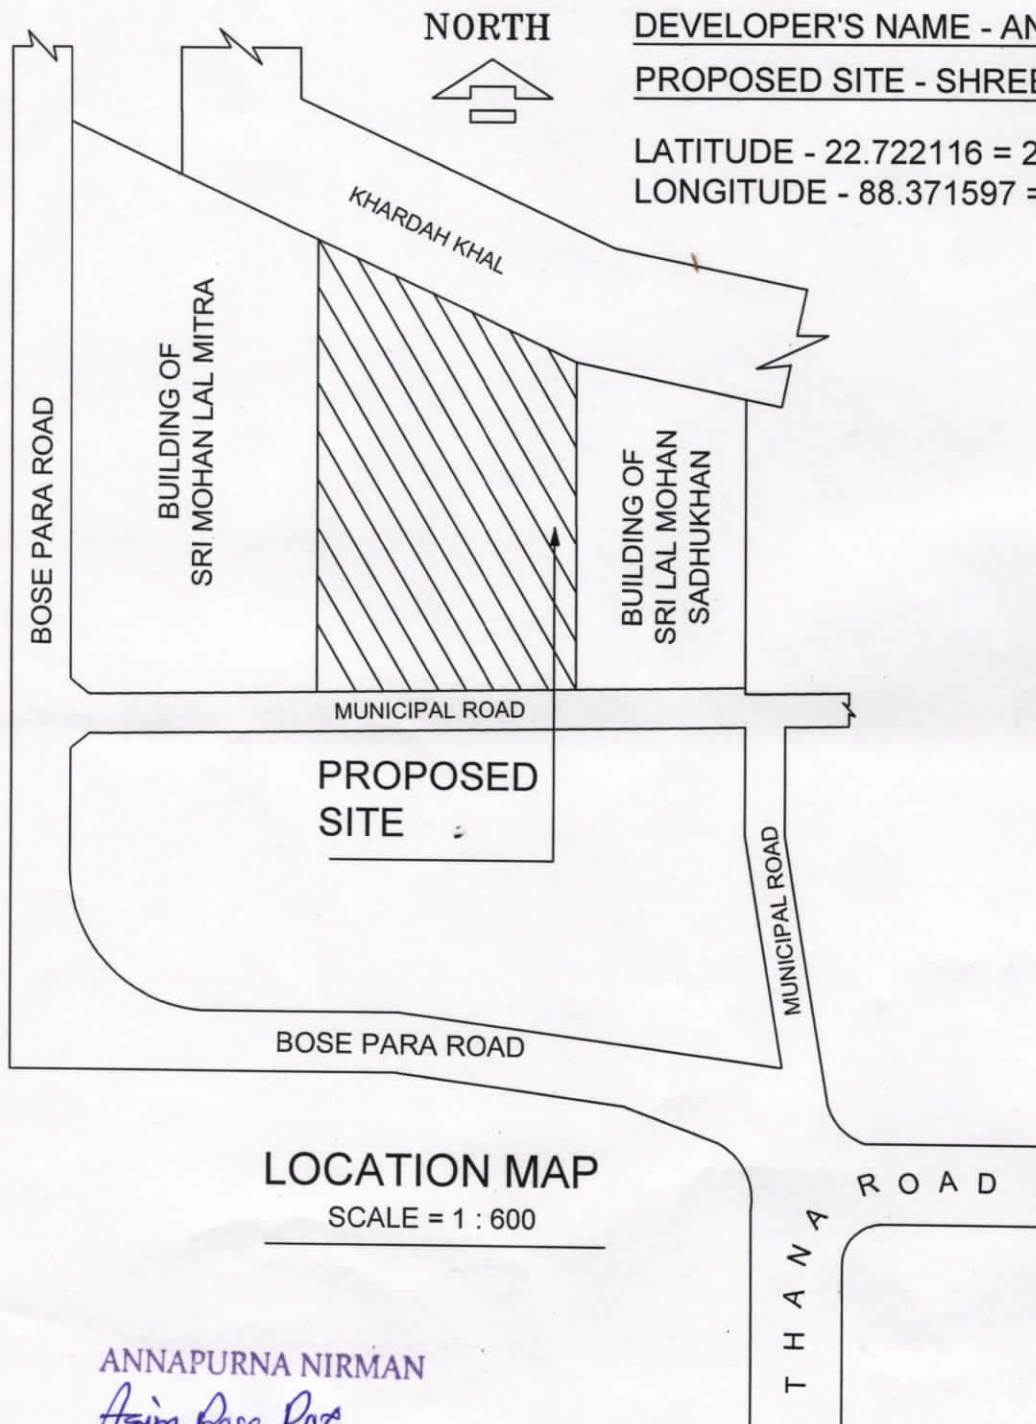 NORTH
DEVELOPER'S NAME - AN
PROPOSED SITE - SHREE
LATITUDE - 22.722116 = 2
LONGITUDE - 88.371597 =
KHARDAH KHAL
BOSE PARA ROAD
BUILDING OF
SRI MOHAN LAL MITRA
BUILDING OF
SRI LAL MOHAN
SADHUKHAN
MUNICIPAL ROAD
PROPOSED
SITE
MUNICIPAL ROAD
BOSE PARA ROAD
LOCATION MAP
SCALE = 1 : 600
THANA ROAD
ANNAPURNA NIRMAN